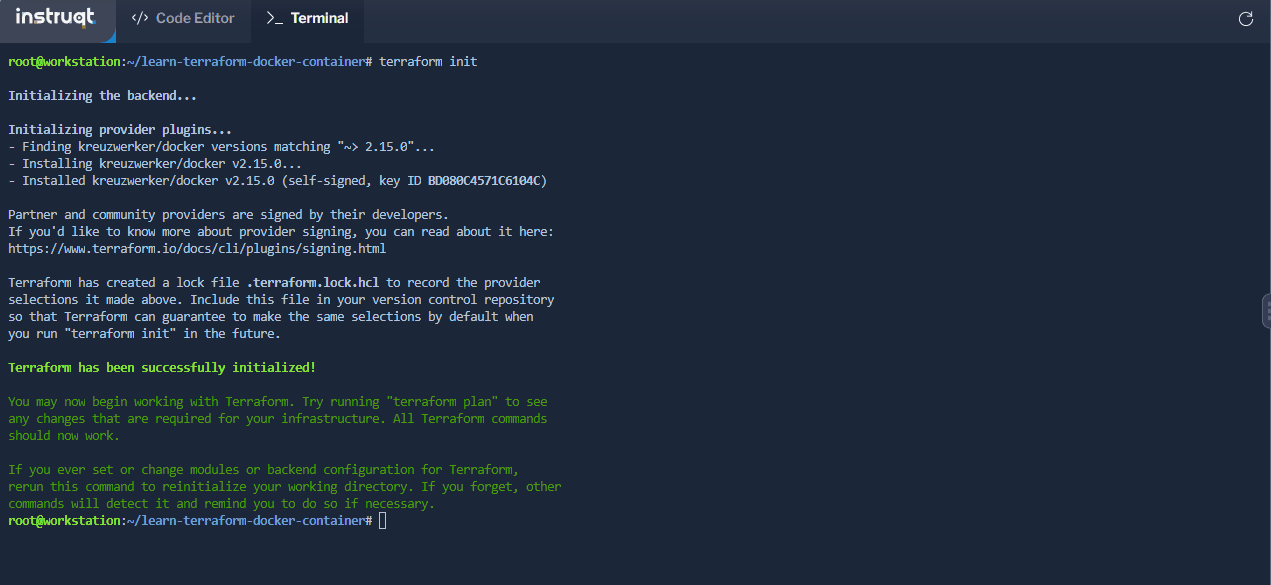 instruqt
</> Code Editor
>_ Terminal
root@workstation:~/learn-terraform-docker-container# terraform init
Initializing the backend...
Initializing provider plugins...
- Finding kreuzwerker/docker versions matching "~> 2.15.0"...
- Installing kreuzwerker/docker v2.15.0...
- Installed kreuzwerker/docker v2.15.0 (self-signed, key ID BD080C4571C6104C)
Partner and community providers are signed by their developers.
If you'd like to know more about provider signing, you can read about it here:
https://www.terraform.io/docs/cli/plugins/signing.html
Terraform has created a lock file .terraform.lock.hcl to record the provider
selections it made above. Include this file in your version control repository
so that Terraform can guarantee to make the same selections by default when
you run "terraform init" in the future.
Terraform has been successfully initialized!
You may now begin working with Terraform. Try running "terraform plan" to see
any changes that are required for your infrastructure. All Terraform commands
should now work.
If you ever set or change modules or backend configuration for Terraform,
rerun this command to reinitialize your working directory. If you forget, other
commands will detect it and remind you to do so if necessary.
root@workstation:~/learn-terraform-docker-container#